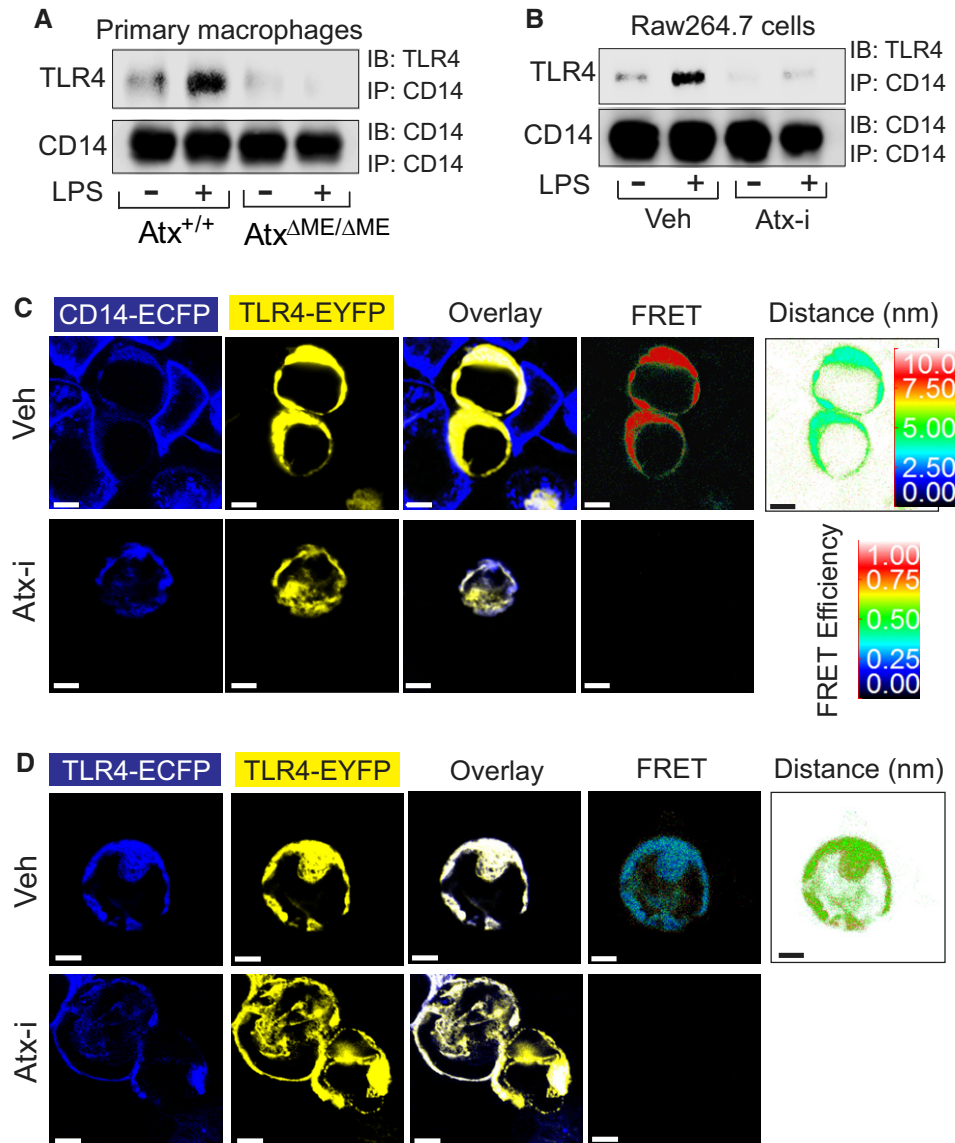 A
Primary macrophages
TLR4
IB: TLR4
IP: CD14
CD14
IB: CD14
IP: CD14
LPS - + - +
Atx+/+ AtxΔME/ΔME
B
Raw264.7 cells
TLR4
IB: TLR4
IP: CD14
CD14
IB: CD14
IP: CD14
LPS - + - +
Veh Atx-i
C
CD14-ECFP TLR4-EYFP Overlay FRET Distance (nm)
Veh
10.0
7.50
5.00
2.50
0.00
Atx-i
FRET Efficiency
1.00
0.75
0.50
0.25
0.00
D
TLR4-ECFP TLR4-EYFP Overlay FRET Distance (nm)
Veh
Atx-i